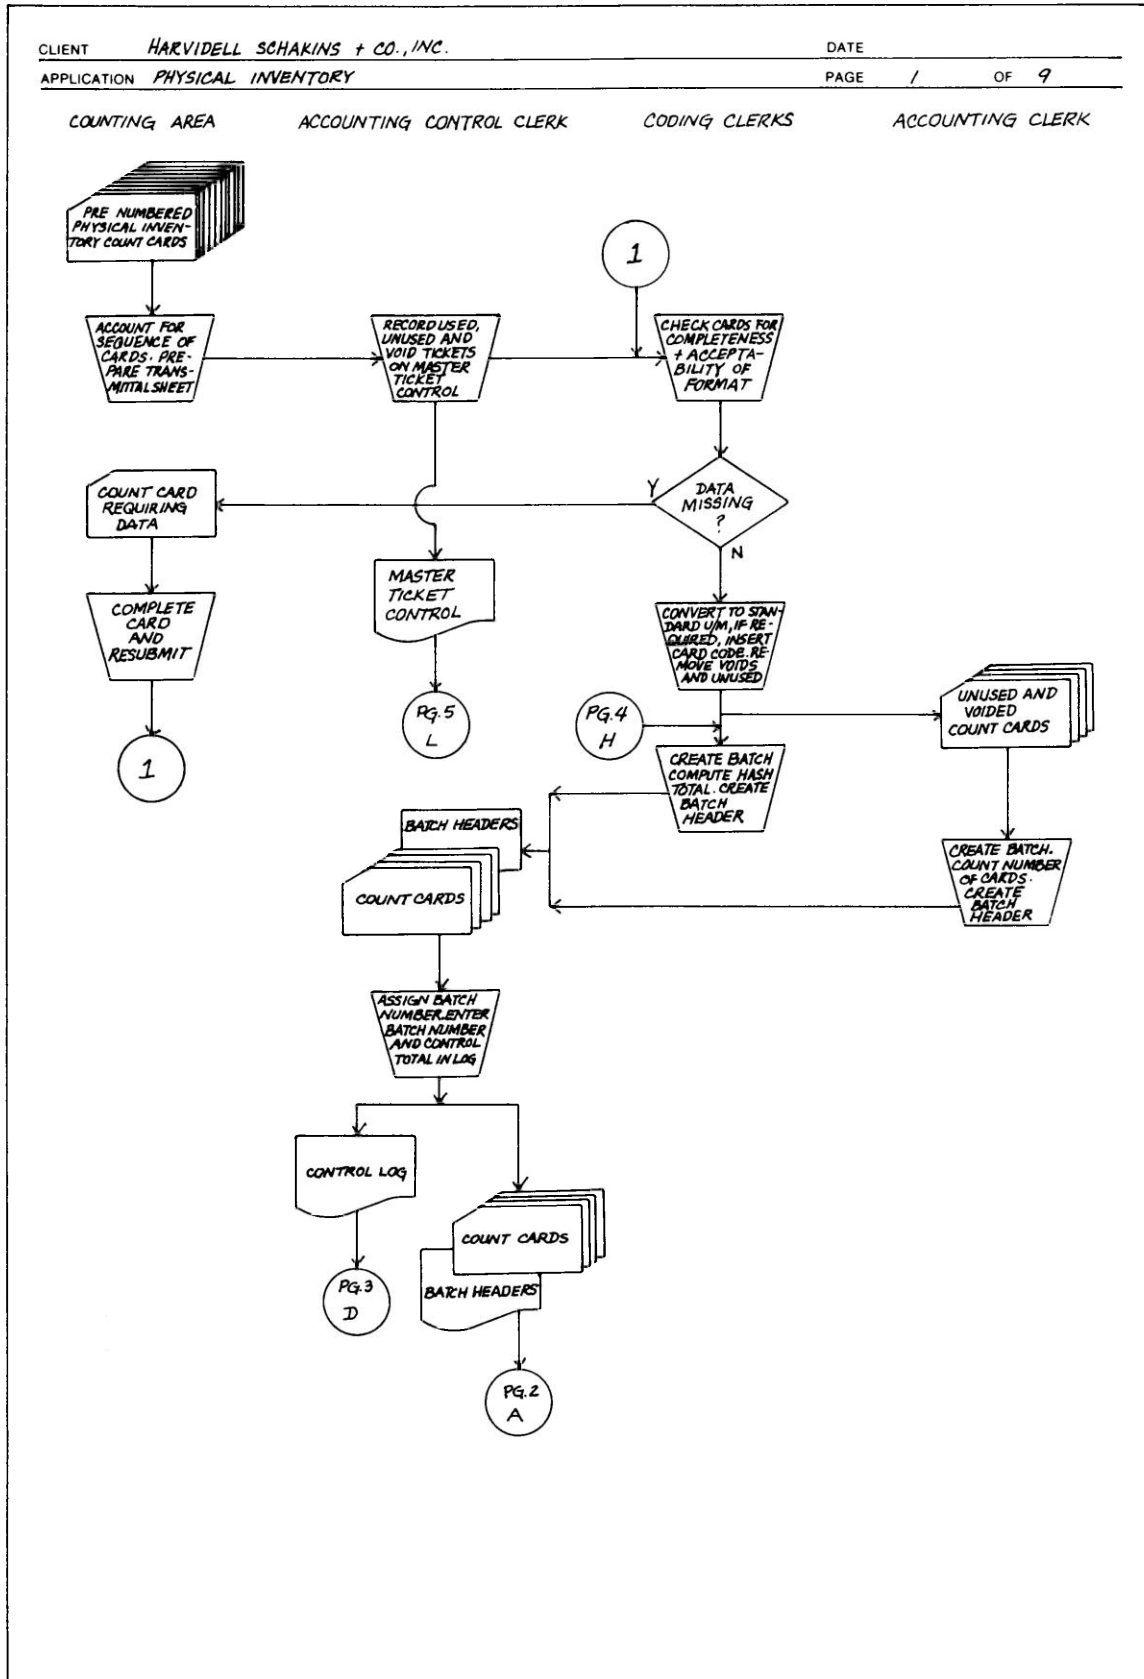 CLIENT HARVIDELL SCHAKINS + CO., INC. DATE
APPLICATION PHYSICAL INVENTORY PAGE 1 OF 9
COUNTING AREA ACCOUNTING CONTROL CLERK CODING CLERKS ACCOUNTING CLERK
PRE NUMBERED
PHYSICAL INVEN-
TORY COUNT CARDS
1
ACCOUNT FOR
SEQUENCE OF
CARDS. PRE-
PARE TRANS-
MITTAL SHEET
RECORD USED,
UNUSED AND
VOID TICKETS
ON MASTER
TICKET
CONTROL
CHECK CARDS FOR
COMPLETENESS
+ ACCEPTA-
BILITY OF
FORMAT
COUNT CARD
REQUIRING
DATA
Y
DATA
MISSING
?
N
COMPLETE
CARD
AND
RESUBMIT
MASTER
TICKET
CONTROL
CONVERT TO STAN-
DARD U/M, IF RE-
QUIRED, INSERT
CARD CODE. RE-
MOVE VOIDS
AND UNUSED
UNUSED AND
VOIDED
COUNT CARDS
1
PG. 5
L
PG. 4
H
CREATE BATCH
COMPUTE HASH
TOTAL. CREATE
BATCH
HEADER
CREATE BATCH.
COUNT NUMBER
OF CARDS.
CREATE
BATCH
HEADER
BATCH HEADERS
COUNT CARDS
ASSIGN BATCH
NUMBER. ENTER
BATCH NUMBER
AND CONTROL
TOTAL IN LOG
CONTROL LOG
COUNT CARDS
BATCH HEADERS
PG. 3
D
PG. 2
A